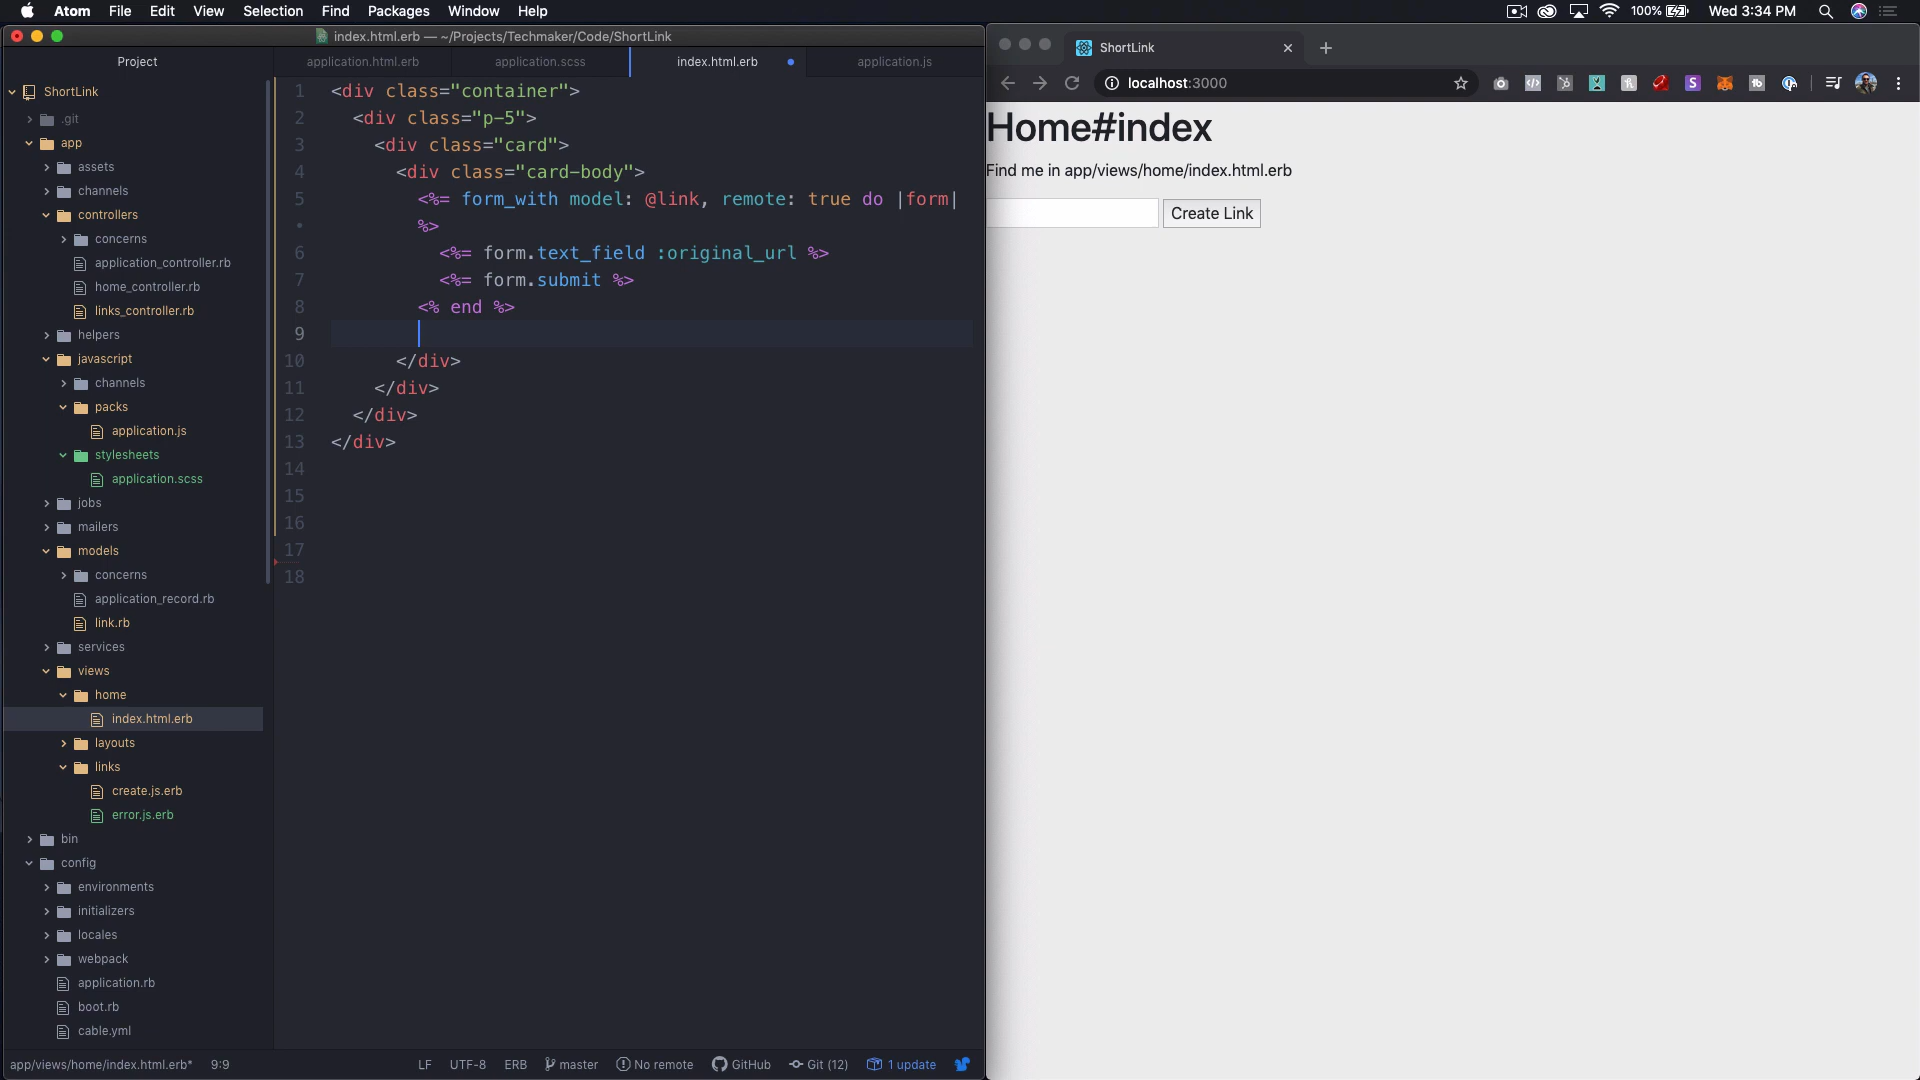 Atom File Edit View Selection Find Packages Window Help
100% Wed 3:34 PM
index.html.erb — ~/Projects/Techmaker/Code/ShortLink
Project
application.html.erb application.scss index.html.erb application.js
ShortLink
.git
app
assets
channels
controllers
concerns
application_controller.rb
home_controller.rb
links_controller.rb
helpers
javascript
channels
packs
application.js
stylesheets
application.scss
jobs
mailers
models
concerns
application_record.rb
link.rb
services
views
home
index.html.erb
layouts
links
create.js.erb
error.js.erb
bin
config
environments
initializers
locales
webpack
application.rb
boot.rb
cable.yml
1 <div class="container">
2 <div class="p-5">
3 <div class="card">
4 <div class="card-body">
5 <%= form_with model: @link, remote: true do |form|
• %>
6 <%= form.text_field :original_url %>
7 <%= form.submit %>
8 <% end %>
9
10 </div>
11 </div>
12 </div>
13 </div>
14
15
16
17
18
app/views/home/index.html.erb* 9:9 LF UTF-8 ERB master No remote GitHub Git (12) 1 update
ShortLink
localhost:3000
Home#index
Find me in app/views/home/index.html.erb
Create Link